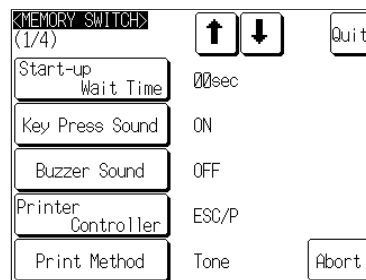 <MEMORY SWITCH>
(1/4)
Quit
Start-up
Wait Time
00sec
Key Press Sound
ON
Buzzer Sound
OFF
Printer
Controller
ESC/P
Print Method
Tone
Abort